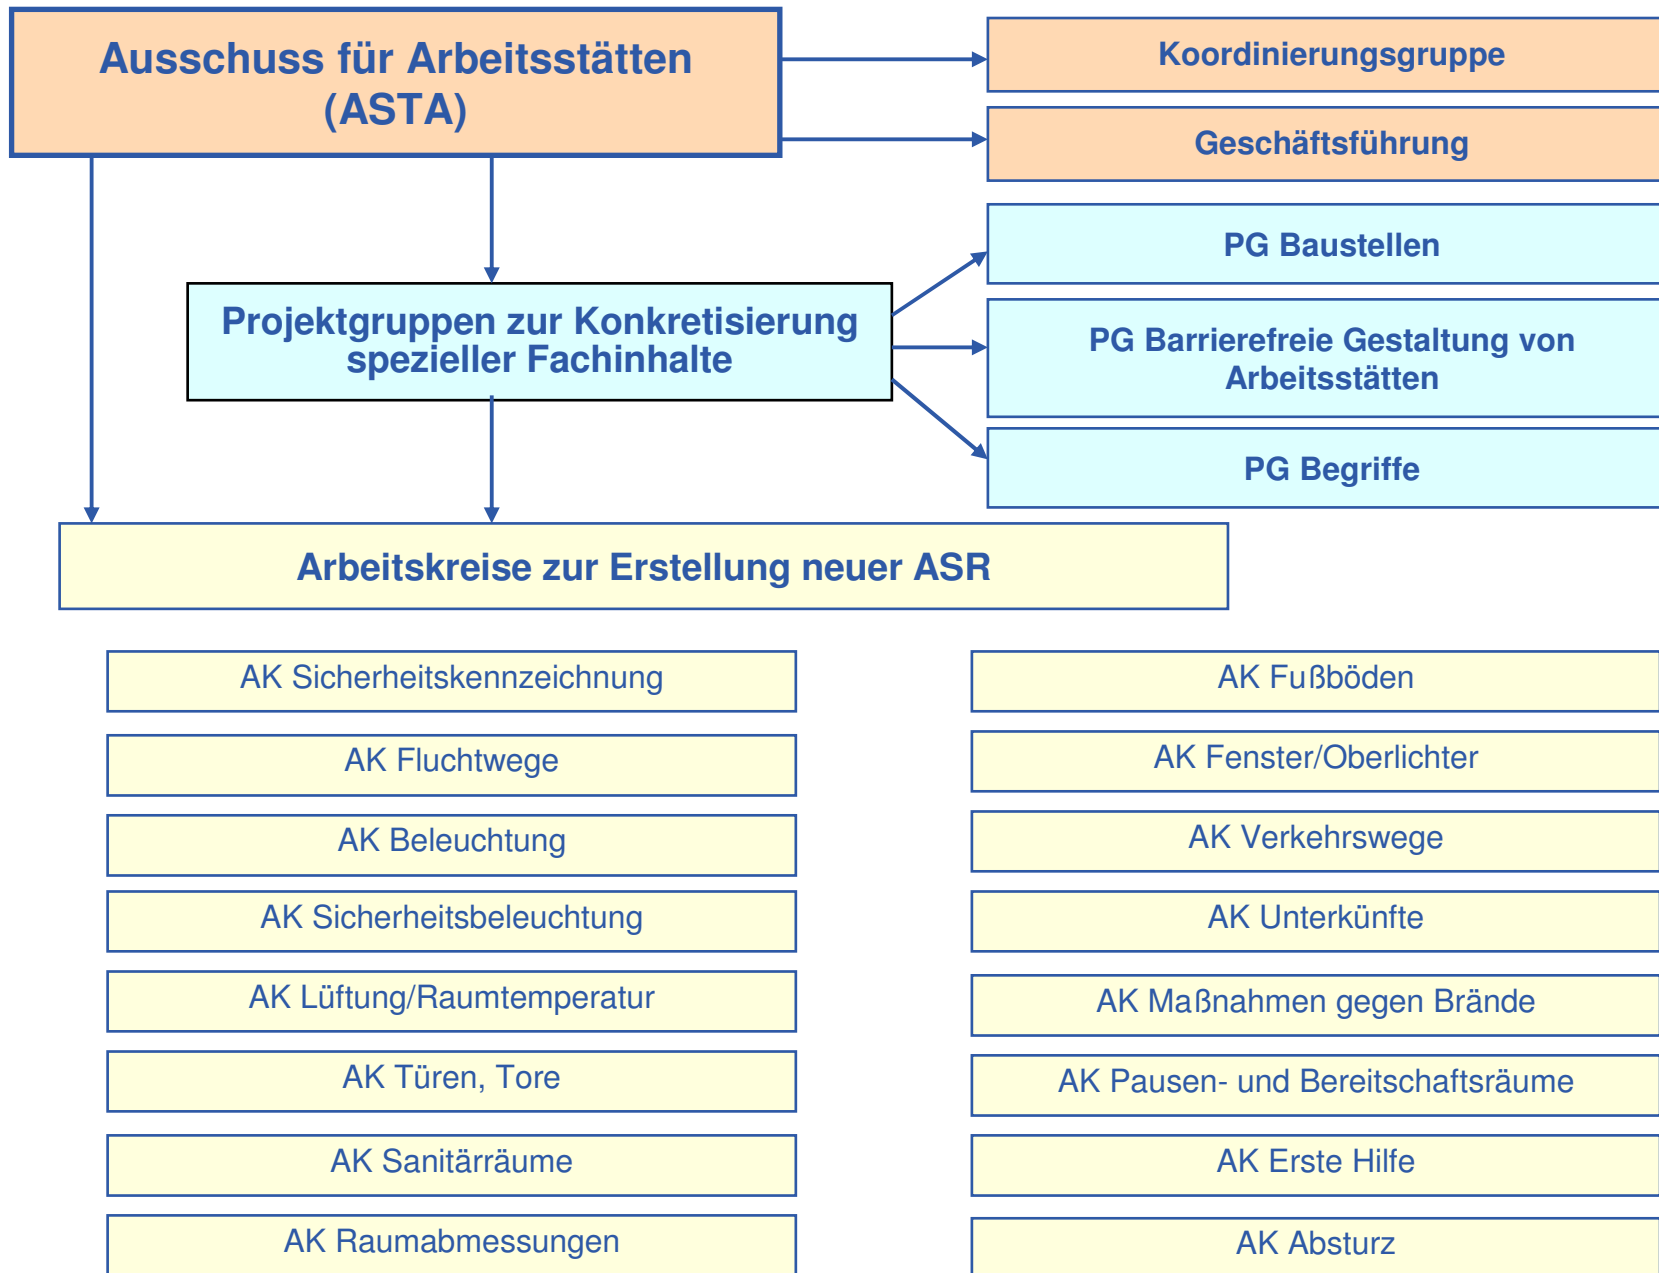 Ausschuss für Arbeitsstätten
(ASTA)
Koordinierungsgruppe
Geschäftsführung
PG Baustellen
Projektgruppen zur Konkretisierung
spezieller Fachinhalte
PG Barrierefreie Gestaltung von
Arbeitsstätten
PG Begriffe
Arbeitskreise zur Erstellung neuer ASR
AK Sicherheitskennzeichnung
AK Fluchtwege
AK Beleuchtung
AK Sicherheitsbeleuchtung
AK Lüftung/Raumtemperatur
AK Türen, Tore
AK Sanitärräume
AK Raumabmessungen
AK Fußböden
AK Fenster/Oberlichter
AK Verkehrswege
AK Unterkünfte
AK Maßnahmen gegen Brände
AK Pausen- und Bereitschaftsräume
AK Erste Hilfe
AK Absturz